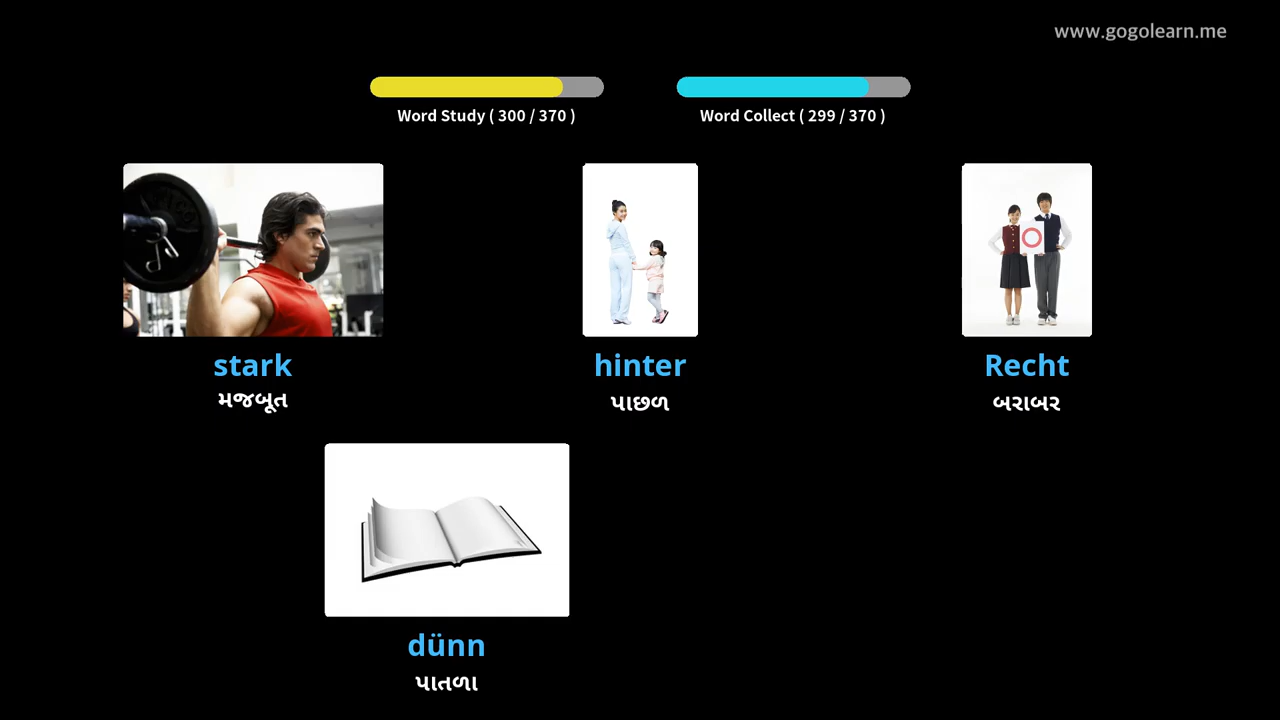 www.gogolearn.me
Word Study ( 300 / 370 )
Word Collect ( 299 / 370 )
stark
મજબૂત
hinter
પાછળ
Recht
બરાબર
dünn
પાતળા